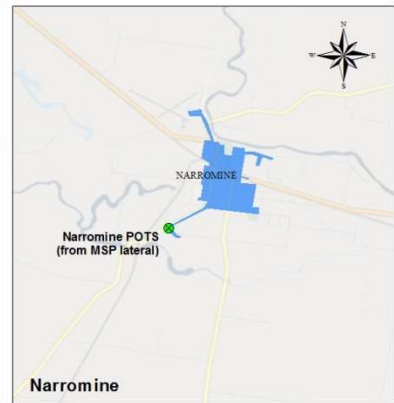 N
W E
S
NARROMINE
Narromine POTS
(from MSP lateral)
Narromine